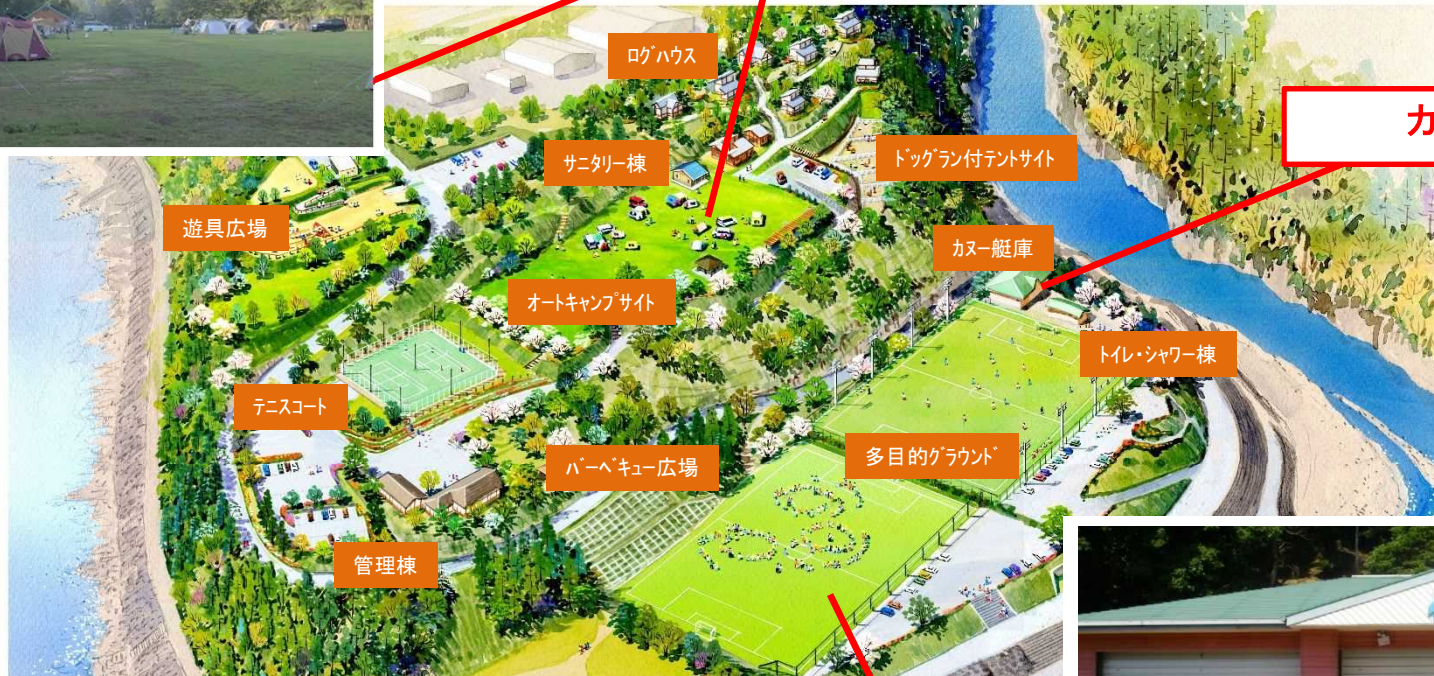 ログハウス
カ
サニタリー棟
ドッグラン付テントサイト
遊具広場
カヌー艇庫
オートキャンプサイト
トイレ・シャワー棟
テニスコート
バーベキュー広場
多目的グラウンド
管理棟